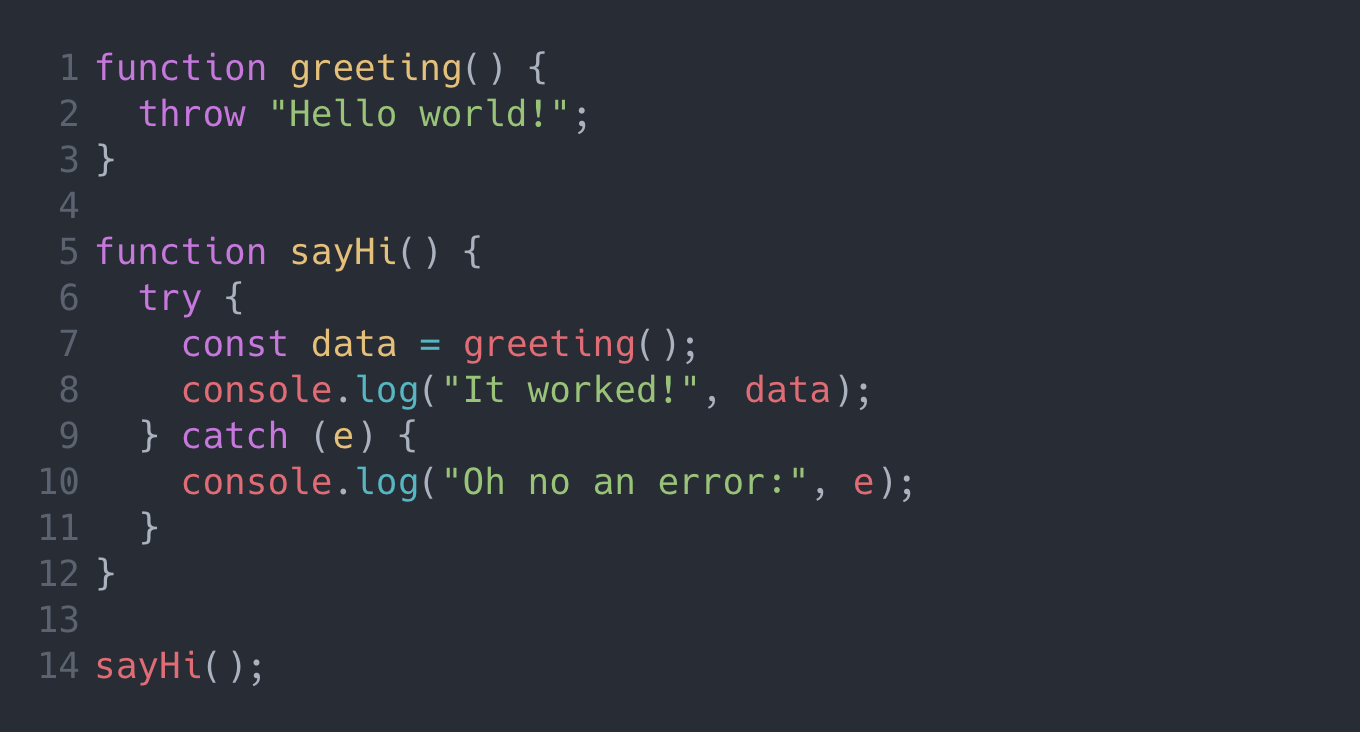 1 function greeting() {
2   throw "Hello world!";
3 }
4
5 function sayHi() {
6   try {
7     const data = greeting();
8     console.log("It worked!", data);
9   } catch (e) {
10     console.log("Oh no an error:", e);
11   }
12 }
13
14 sayHi();